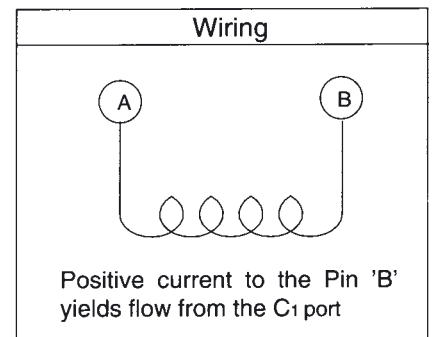 Wiring
A B
Positive current to the Pin 'B'
yields flow from the C1 port